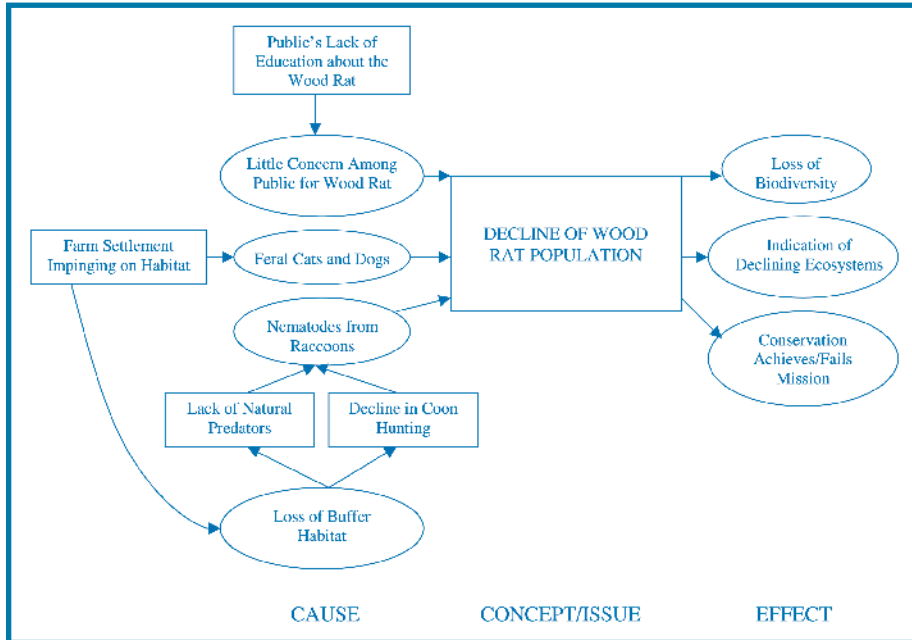 Public's Lack of
Education about the
Wood Rat
Little Concern Among
Public for Wood Rat
Loss of
Biodiversity
Farm Settlement
Impinging on Habitat
Feral Cats and Dogs
DECLINE OF WOOD
RAT POPULATION
Indication of
Declining Ecosystems
Nematodes from
Raccoons
Conservation
Achieves/Fails
Mission
Lack of Natural
Predators
Decline in Coon
Hunting
Loss of Buffer
Habitat
CAUSE
CONCEPT/ISSUE
EFFECT